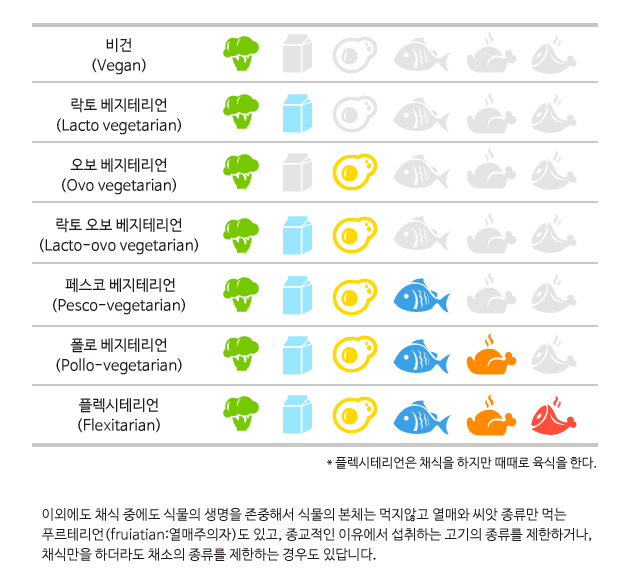 비건
(Vegan)
락토 베지테리언
(Lacto vegetarian)
오보 베지테리언
(Ovo vegetarian)
락토 오보 베지테리언
(Lacto-ovo vegetarian)
페스코 베지테리언
(Pesco-vegetarian)
폴로 베지테리언
(Pollo-vegetarian)
플렉시테리언
(Flexitarian)
* 플렉시테리언은 채식을 하지만 때때로 육식을 한다.
이외에도 채식 중에도 식물의 생명을 존중해서 식물의 본체는 먹지않고 열매와 씨앗 종류만 먹는
푸르테리언(fruiatian:열매주의자)도 있고, 종교적인 이유에서 섭취하는 고기의 종류를 제한하거나,
채식만을 하더라도 채소의 종류를 제한하는 경우도 있답니다.